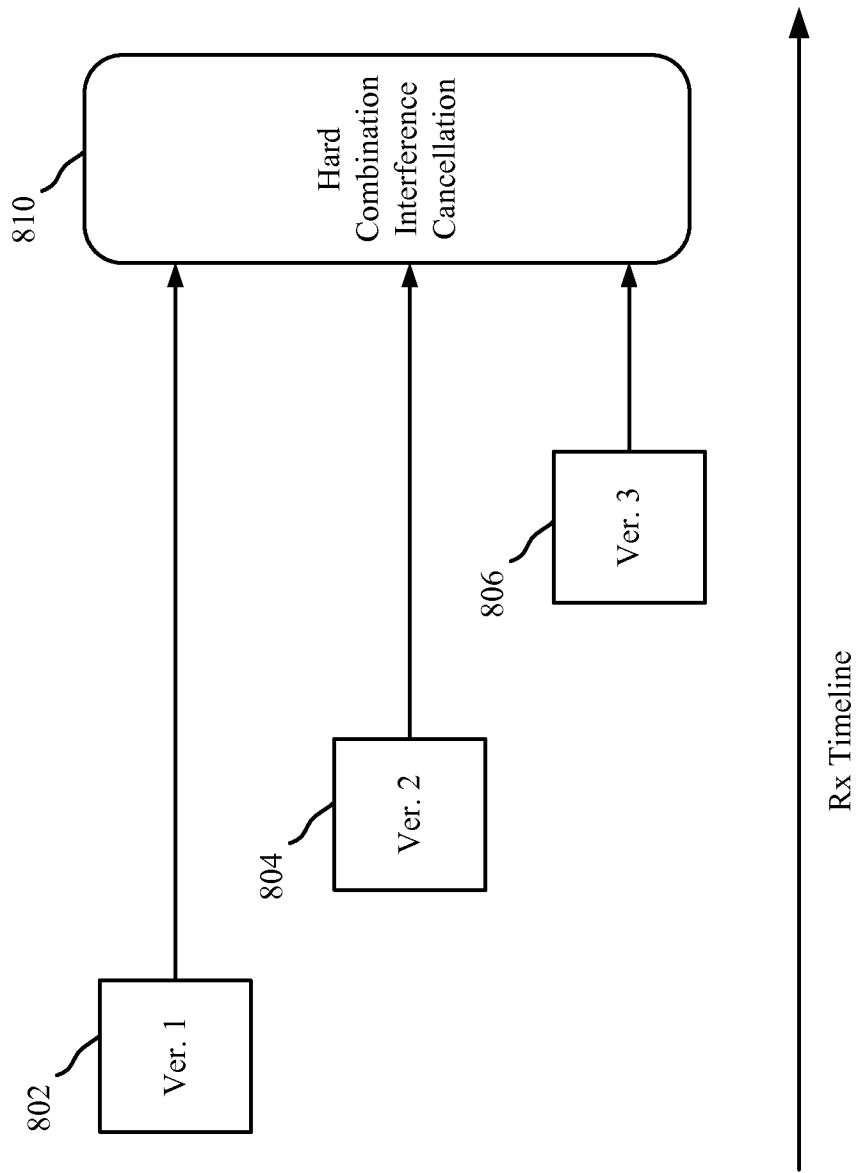 802
Ver. 1
804
Ver. 2
806
Ver. 3
810
Hard
Combination
Interference
Cancellation
Rx Timeline